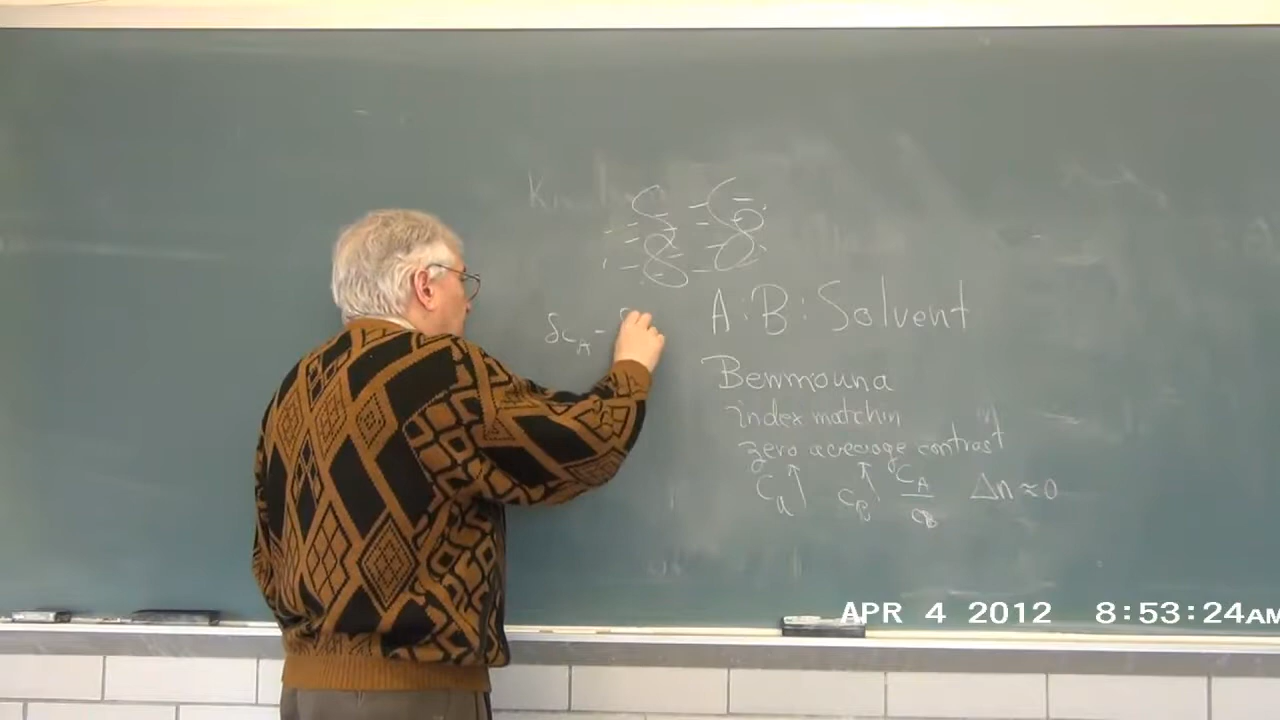 A : B : Solvent
δc_A -
Benmouna
index matchin
zero average contrast
C_a ↑ C_B ↑ C_A / C_B Δn ≈ 0
APR 4 2012 8:53:24AM